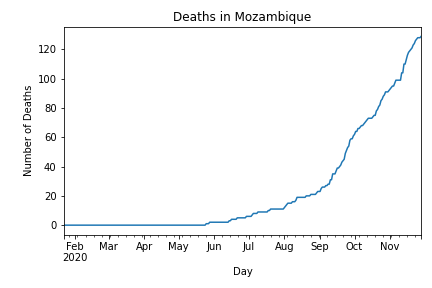 Deaths in Mozambique
120
100
80
60
40
20
0
Number of Deaths
Feb Mar Apr May Jun Jul Aug Sep Oct Nov
2020
Day